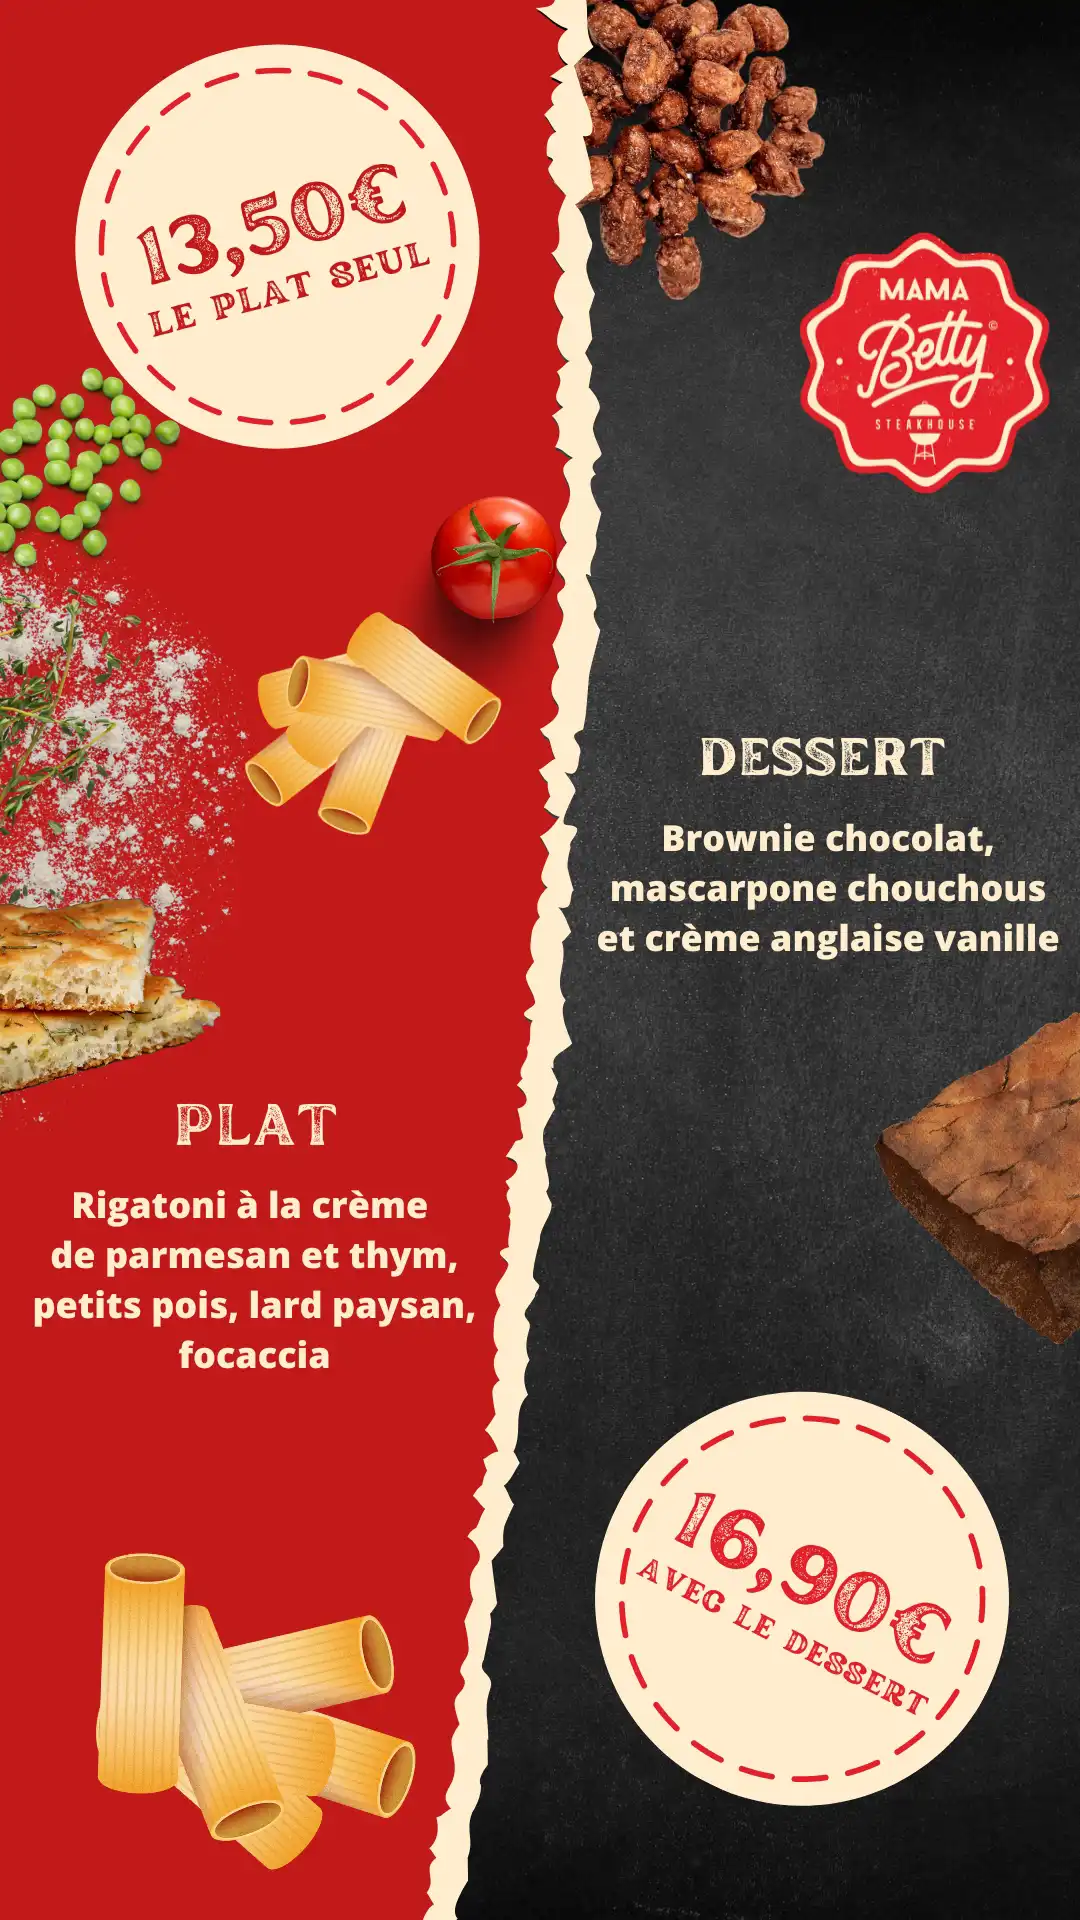 13,50€
LE PLAT SEUL
MAMA
Betty©
STEAKHOUSE
DESSERT
Brownie chocolat,
mascarpone chouchous
et crème anglaise vanille
PLAT
Rigatoni à la crème
de parmesan et thym,
petits pois, lard paysan,
focaccia
16,90€
AVEC LE DESSERT